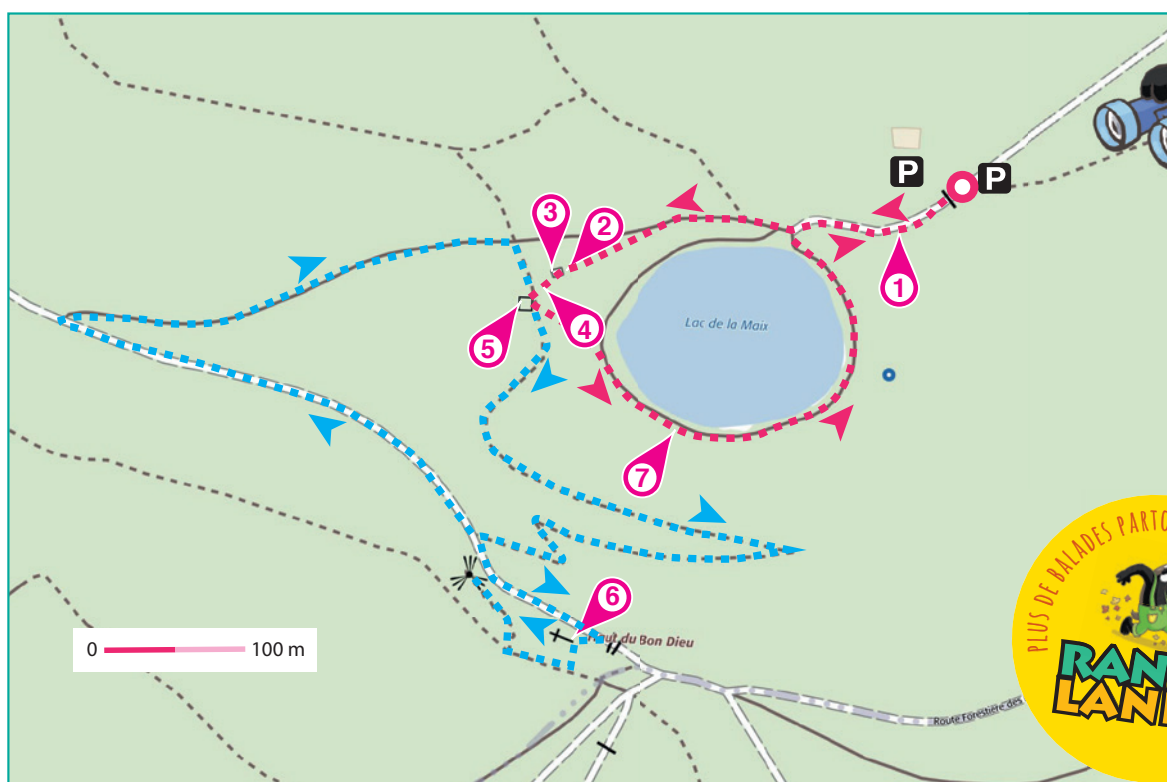 P
P
3
2
1
Lac de la Maix
4
5
7
6
Haut du Bon Dieu
0 100 m
Route Forestière des
PLUS DE BALADES
RAN
LAN